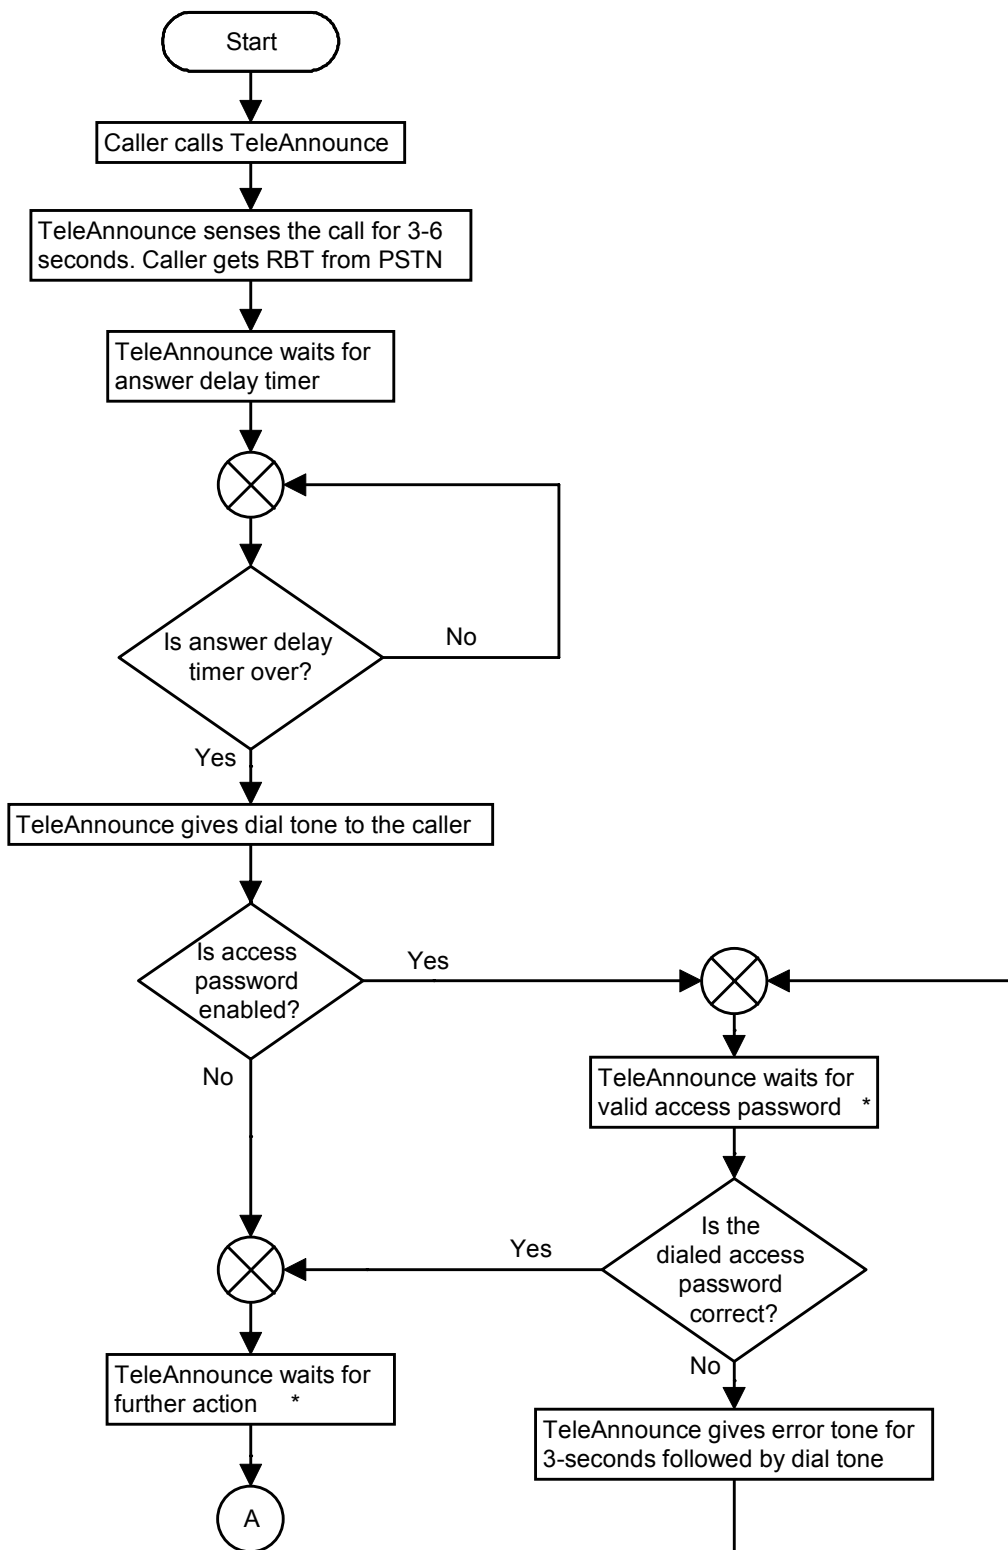 Start
Caller calls TeleAnnounce
TeleAnnounce senses the call for 3-6
seconds. Caller gets RBT from PSTN
TeleAnnounce waits for
answer delay timer
Is answer delay
timer over?
No
Yes
TeleAnnounce gives dial tone to the caller
Is access
password
enabled?
Yes
No
TeleAnnounce waits for
valid access password *
Is the
dialed access
password
correct?
Yes
No
TeleAnnounce waits for
further action *
TeleAnnounce gives error tone for
3-seconds followed by dial tone
A